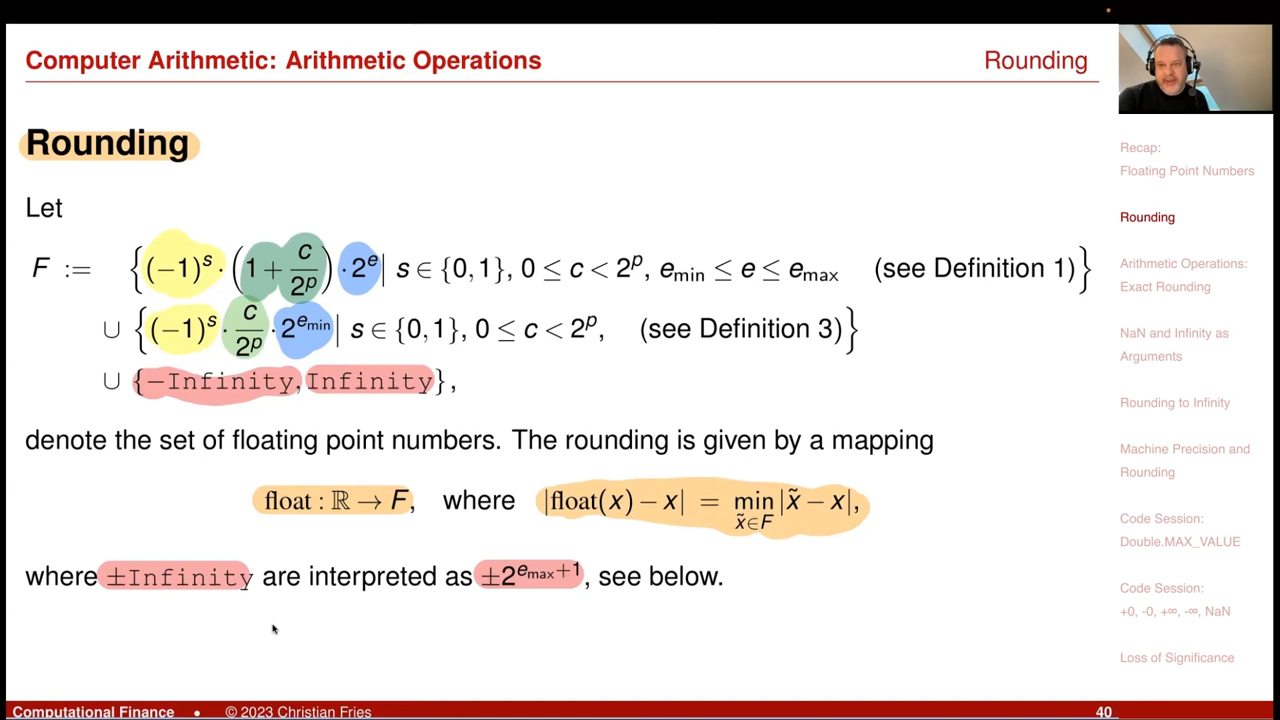 Computer Arithmetic: Arithmetic Operations
Rounding
Rounding
Let
F := {(−1)^s · (1 + c/2^p) · 2^e | s ∈ {0, 1}, 0 ≤ c < 2^p, e_min ≤ e ≤ e_max (see Definition 1)}
∪ {(−1)^s · c/2^p · 2^{e_min} | s ∈ {0, 1}, 0 ≤ c < 2^p, (see Definition 3)}
∪ {−Infinity, Infinity},
denote the set of floating point numbers. The rounding is given by a mapping
float : ℝ → F, where |float(x) − x| = min_{x̃∈F} |x̃ − x|,
where ±Infinity are interpreted as ±2^{e_max+1}, see below.
Recap:
Floating Point Numbers
Rounding
Arithmetic Operations:
Exact Rounding
NaN and Infinity as
Arguments
Rounding to Infinity
Machine Precision and
Rounding
Code Session:
Double.MAX_VALUE
Code Session:
+0, -0, +∞, -∞, NaN
Loss of Significance
Computational Finance • © 2023 Christian Fries
40